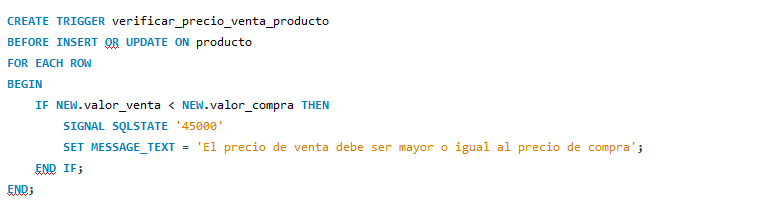 CREATE TRIGGER verificar_precio_venta_producto
BEFORE INSERT OR UPDATE ON producto
FOR EACH ROW
BEGIN
    IF NEW.valor_venta < NEW.valor_compra THEN
        SIGNAL SQLSTATE '45000'
        SET MESSAGE_TEXT = 'El precio de venta debe ser mayor o igual al precio de compra';
    END IF;
END;